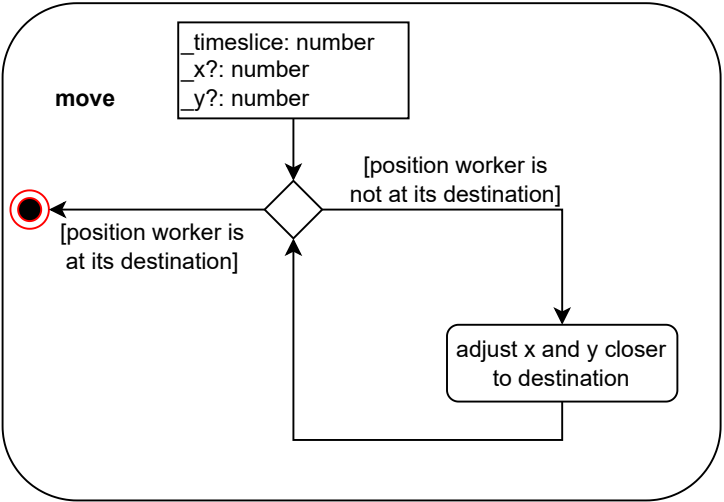 _timeslice: number
_x?: number
_y?: number
move
[position worker is
not at its destination]
[position worker is
at its destination]
adjust x and y closer
to destination